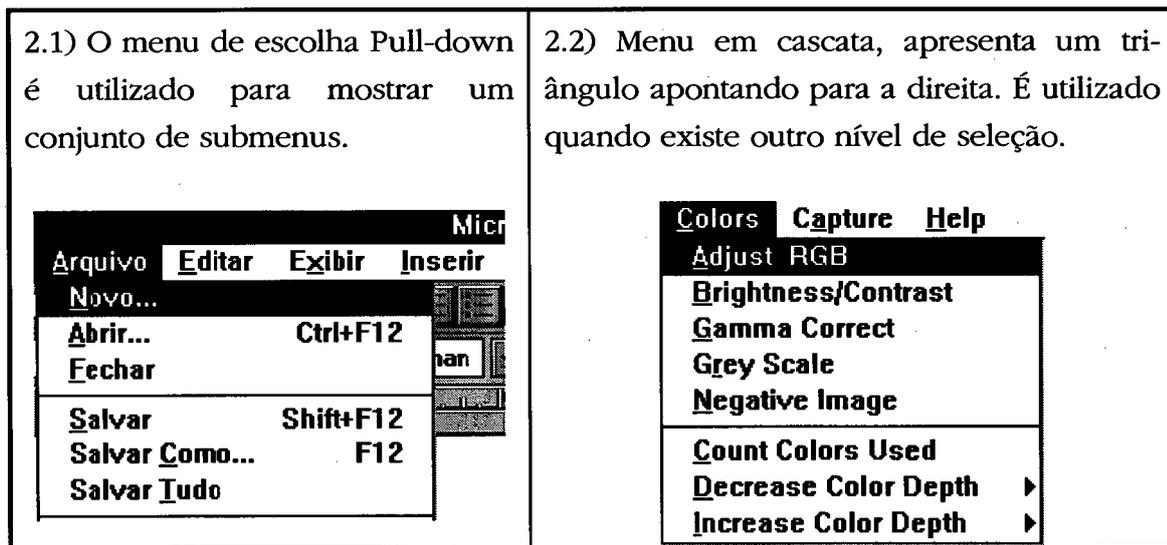 2.1) O menu de escolha Pull-down
é utilizado para mostrar um
conjunto de submenus.
Micr
Arquivo Editar Exibir Inserir
Novo...
Abrir... Ctrl+F12
Fechar
Salvar Shift+F12
Salvar Como... F12
Salvar Tudo
2.2) Menu em cascata, apresenta um tri-
ângulo apontando para a direita. É utilizado
quando existe outro nível de seleção.
Colors Capture Help
Adjust RGB
Brightness/Contrast
Gamma Correct
Grey Scale
Negative Image
Count Colors Used
Decrease Color Depth
Increase Color Depth